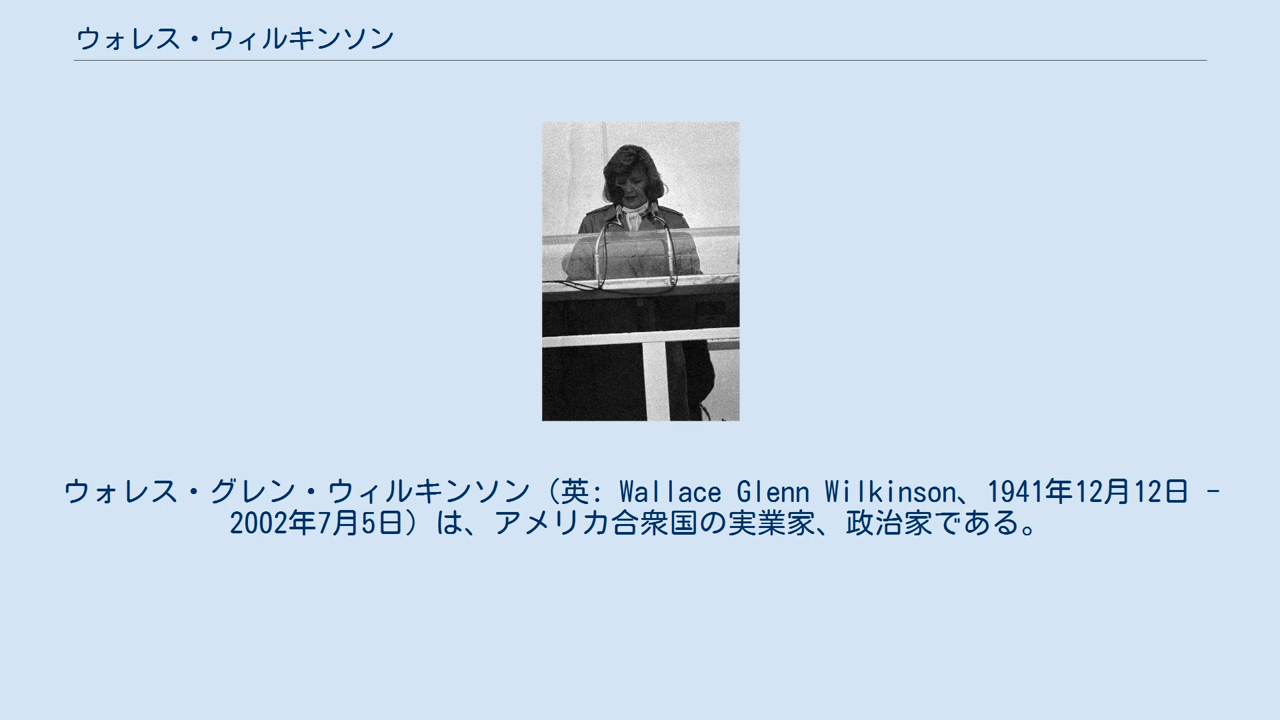 ウォレス・ウィルキンソン
ウォレス・グレン・ウィルキンソン（英: Wallace Glenn Wilkinson、1941年12月12日 -
2002年7月5日）は、アメリカ合衆国の実業家、政治家である。